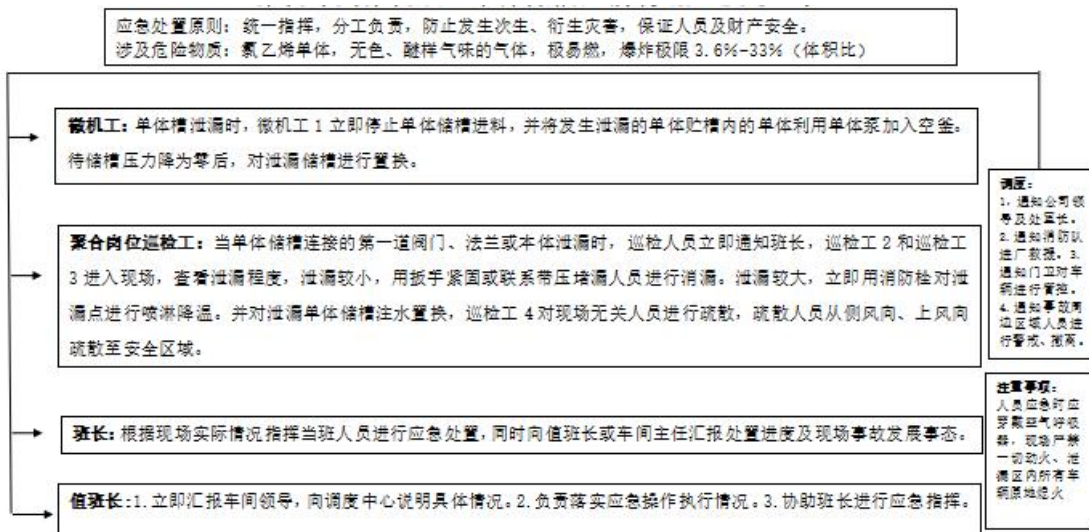 应急处置原则：统一指挥，分工负责，防止发生次生、衍生灾害，保证人员及财产安全。
涉及危险物质：氯乙烯单体，无色、醚样气味的气体，极易燃，爆炸极限 3.6%-33%（体积比）
微机工：单体槽泄漏时，微机工 1 立即停止单体储槽进料，并将发生泄漏的单体贮槽内的单体利用单体泵加入空釜。
待储槽压力降为零后，对泄漏储槽进行置换。
聚合岗位巡检工：当单体储槽连接的第一道阀门、法兰或本体泄漏时，巡检人员立即通知班长，巡检工 2 和巡检工
3 进入现场，查看泄漏程度，泄漏较小，用扳手紧固或联系带压堵漏人员进行消漏。泄漏较大，立即用消防栓对泄
漏点进行喷淋降温。并对泄漏单体储槽注水置换，巡检工 4 对现场无关人员进行疏散，疏散人员从侧风向、上风向
疏散至安全区域。
班长：根据现场实际情况指挥当班人员进行应急处置，同时向值班长或车间主任汇报处置进度及现场事故发展事态。
值班长：1.立即汇报车间领导，向调度中心说明具体情况。2.负责落实应急操作执行情况。3.协助班长进行应急指挥。
调度：
1，通知公司领
导及处室长。
2.通知消防队
进厂救援。3.
通知门卫对车
辆进行管控。
4.通知事故周
边区域人员进
行警戒、撤离。
注重事项：
人员应急时应
穿戴空气呼吸
器，现场严禁
一切动火、泄
漏区内所有车
辆原地熄火